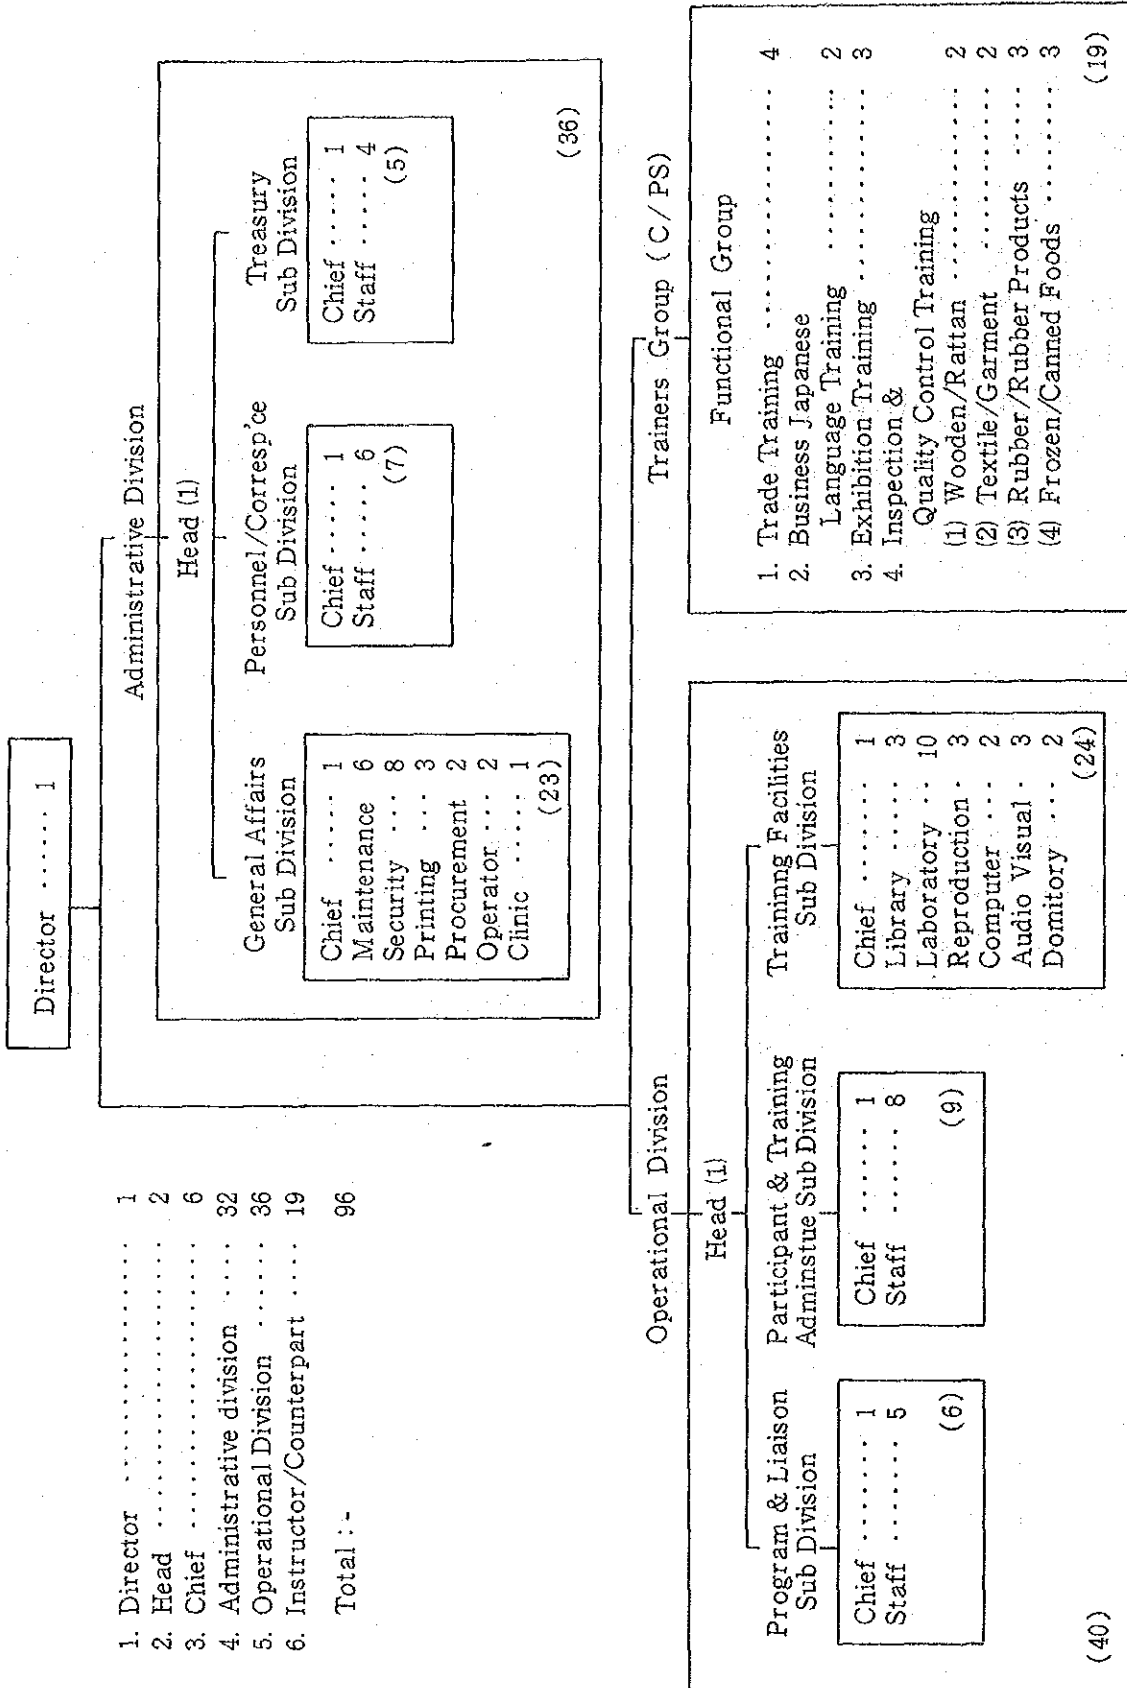 Director ...... 1
1. Director ..................... 1
2. Head ..................... 2
3. Chief ..................... 6
4. Administrative division ..... 32
5. Operational Division ...... 36
6. Instructor/Counterpart .... 19
Total :- 96
Administrative Division
Head (1)
General Affairs
Sub Division
Chief ..... 1
Maintenance 6
Security ... 8
Printing ... 3
Procurement 2
Operator ... 2
Clinic ..... 1
(23)
Personnel/Corresp'ce
Sub Division
Chief ..... 1
Staff ..... 6
(7)
Treasury
Sub Division
Chief ..... 1
Staff ..... 4
(5)
(36)
Operational Division
Head (1)
Program & Liaison
Sub Division
Chief ....... 1
Staff ....... 5
(6)
Participant & Training
Adminstue Sub Division
Chief ...... 1
Staff ...... 8
(9)
Trainning Facilities
Sub Division
Chief ....... 1
Library ..... 3
Laboratory .. 10
Reproduction . 3
Computer ... 2
Audio Visual . 3
Domitory ... 2
(24)
(40)
Trainers Group (C/PS)
Functional Group
1. Trade Training .................. 4
2. Business Japanese
Language Training .......... 2
3. Exhibition Training ............. 3
4. Inspection &
Quality Control Training
(1) Wooden/Rattan ............ 2
(2) Textile/Garment .......... 2
(3) Rubber/Rubber Products ..... 3
(4) Frozen/Canned Foods ........ 3
(19)